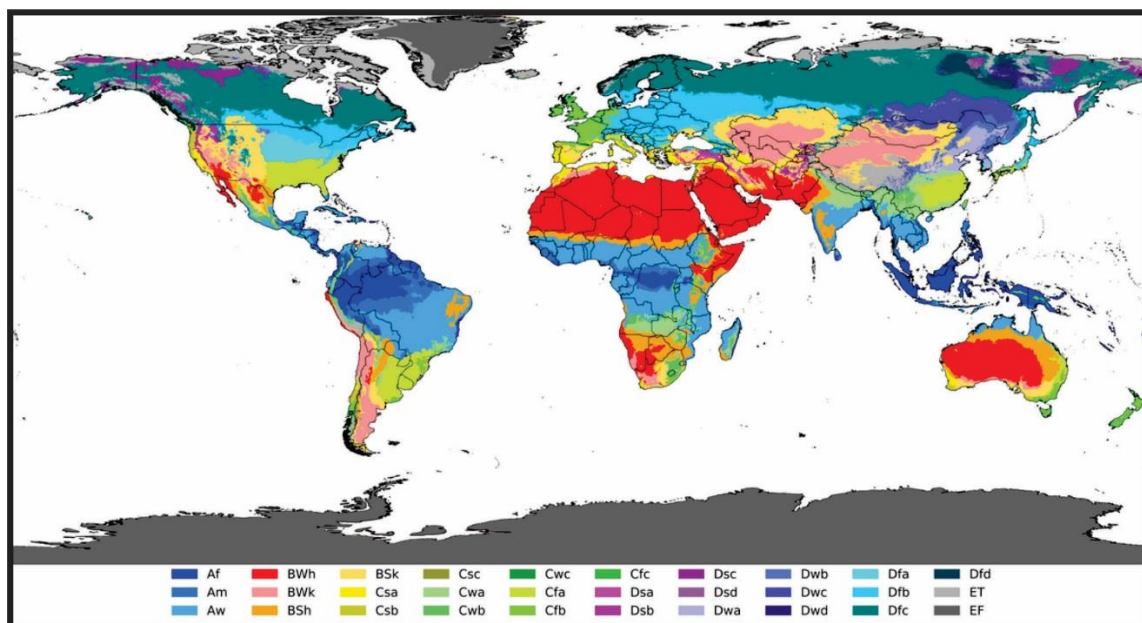 Af BWh BSk Csc Cwc Cfc Dsc Dwb Dfa Dfd
Am BWk Csa Cwa Cfa Dsa Dsd Dwc Dfb ET
Aw BSh Csb Cwb Cfb Dsb Dwa Dwd Dfc EF